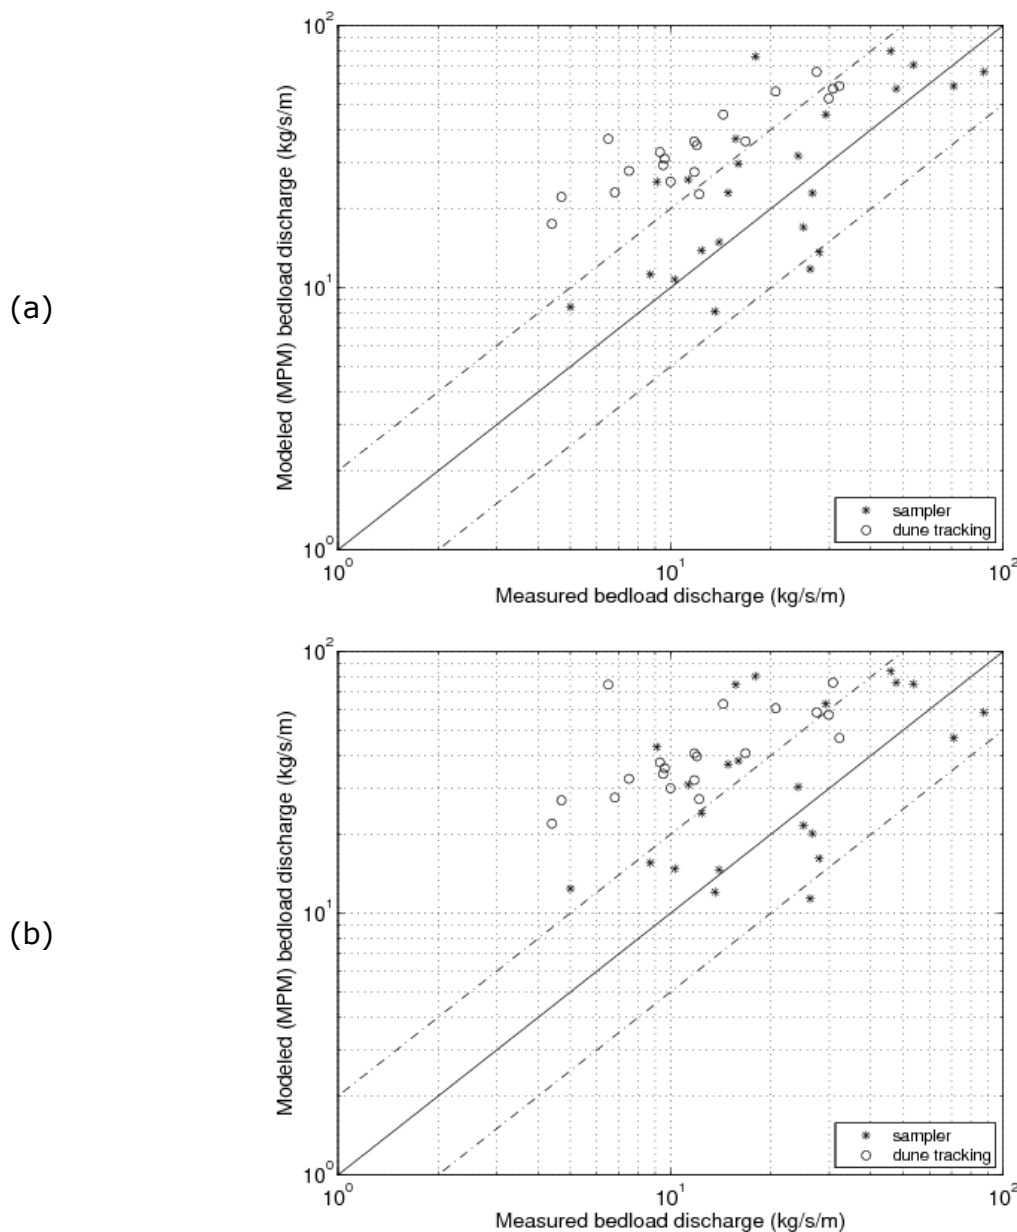 (a)
Modeled (MPM) bedload discharge (kg/s/m)
10²
10¹
10⁰
10⁰ 10¹ 10²
Measured bedload discharge (kg/s/m)
sampler
dune tracking
(b)
Modeled (MPM) bedload discharge (kg/s/m)
10²
10¹
10⁰
10⁰ 10¹ 10²
Measured bedload discharge (kg/s/m)
sampler
dune tracking